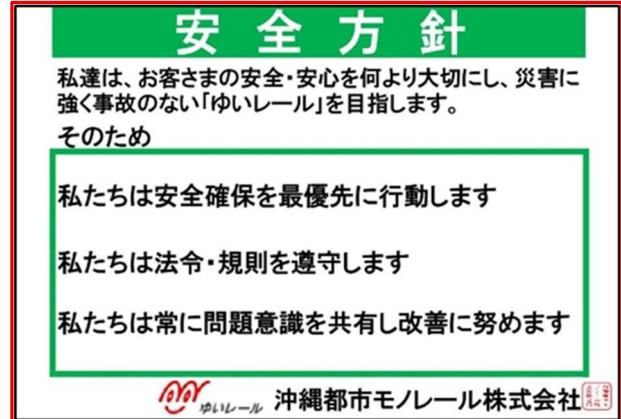 安全方針
私達は、お客さまの安全・安心を何より大切にし、災害に
強く事故のない「ゆいレール」を目指します。
そのため
私たちは安全確保を最優先に行動します
私たちは法令・規則を遵守します
私たちは常に問題意識を共有し改善に努めます
ゆいレール 沖縄都市モノレール株式会社